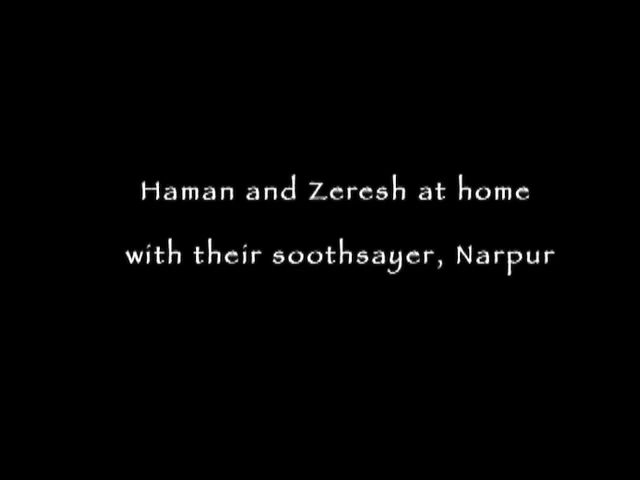 Haman and Zeresh at home
with their soothsayer, Narpur